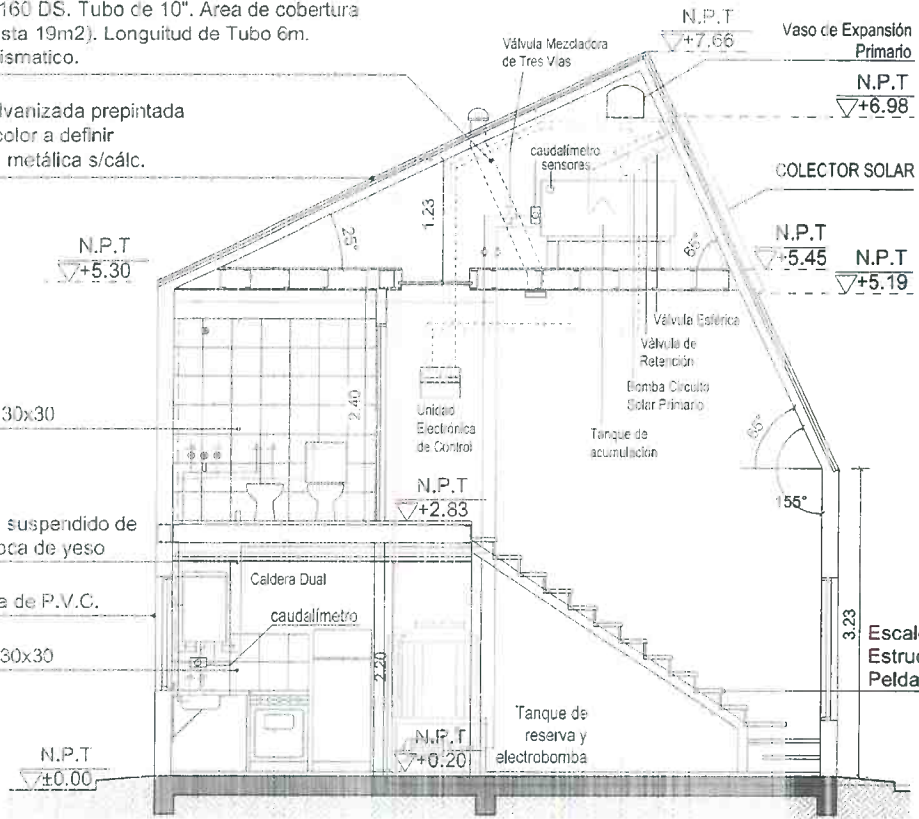 160 DS. Tubo de 10". Area de cobertura
sta 19m2). Longuitud de Tubo 6m.
ismatico.
lvanizada prepintada
color a definir
metálica s/cálc.
Válvula Mezcladora
de Tres Vías
N.P.T
+7.66
Vaso de Expansión
Primario
N.P.T
+6.98
caudalímetro
sensores
COLECTOR SOLAR
1.23
25°
65°
N.P.T
+5.30
N.P.T
+5.45
N.P.T
+5.19
Válvula Esférica
Válvula de
Retención
Bomba Circuito
Solar Primario
Tanque de
acumulación
Unidad
Electrónica
de Control
2.40
30x30
65°
155°
N.P.T
+2.83
suspendido de
oca de yeso
Caldera Dual
a de P.V.C.
caudalímetro
30x30
2.20
3.23
Escal
Estru
Pelda
Tanque de
reserva y
electrobomba
N.P.T
+0.20
N.P.T
±0.00